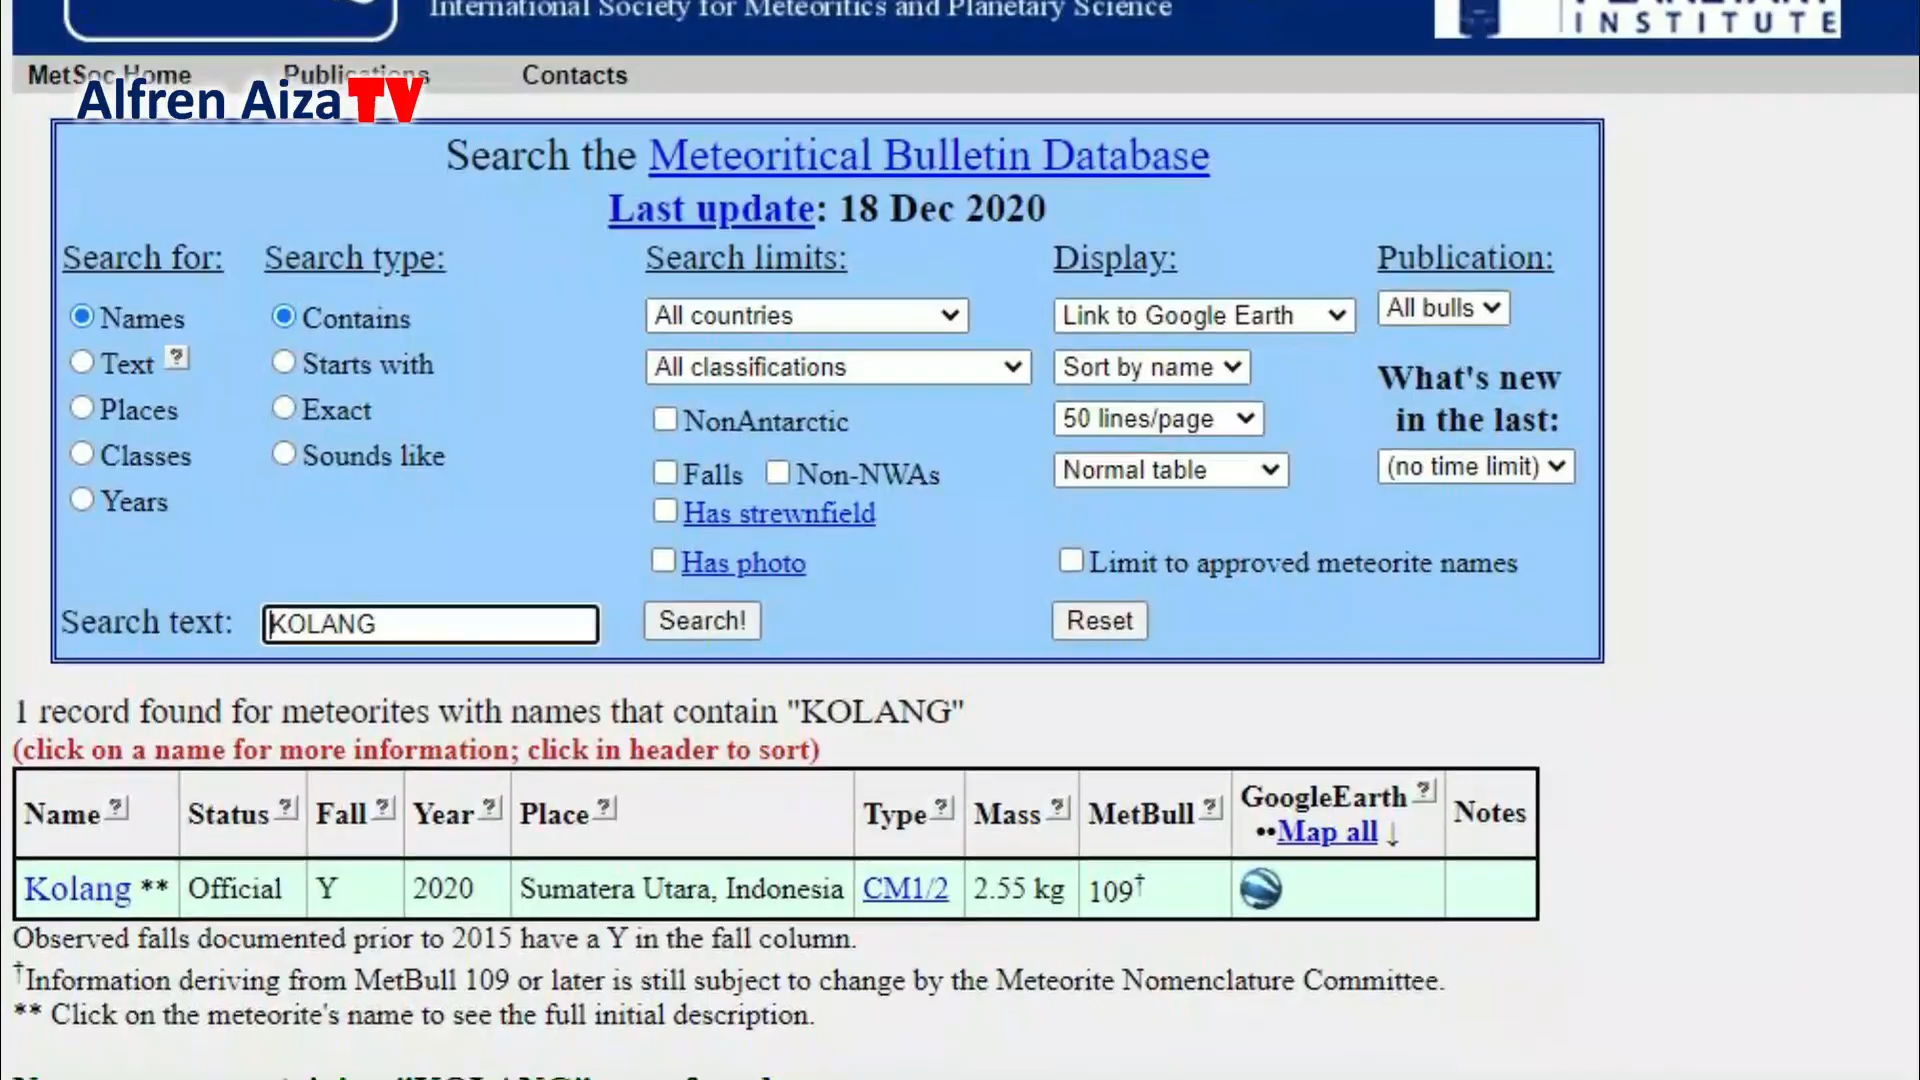 International Society for Meteoritics and Planetary Science
INSTITUTE
MetSoc Home Publications Contacts
Alfren Aiza TV
Search the Meteoritical Bulletin Database
Last update: 18 Dec 2020
Search for: Search type: Search limits: Display: Publication:
Names Contains All countries Link to Google Earth All bulls
Text ? Starts with All classifications Sort by name What's new
Places Exact NonAntarctic 50 lines/page in the last:
Classes Sounds like Falls Non-NWAs Normal table (no time limit)
Years Has strewnfield
Has photo Limit to approved meteorite names
Search text: KOLANG Search! Reset
1 record found for meteorites with names that contain "KOLANG"
(click on a name for more information; click in header to sort)
Name ? Status ? Fall ? Year ? Place ? Type ? Mass ? MetBull ? GoogleEarth ? Notes
••Map all ↓
Kolang ** Official Y 2020 Sumatera Utara, Indonesia CM1/2 2.55 kg 109†
Observed falls documented prior to 2015 have a Y in the fall column.
†Information deriving from MetBull 109 or later is still subject to change by the Meteorite Nomenclature Committee.
** Click on the meteorite's name to see the full initial description.